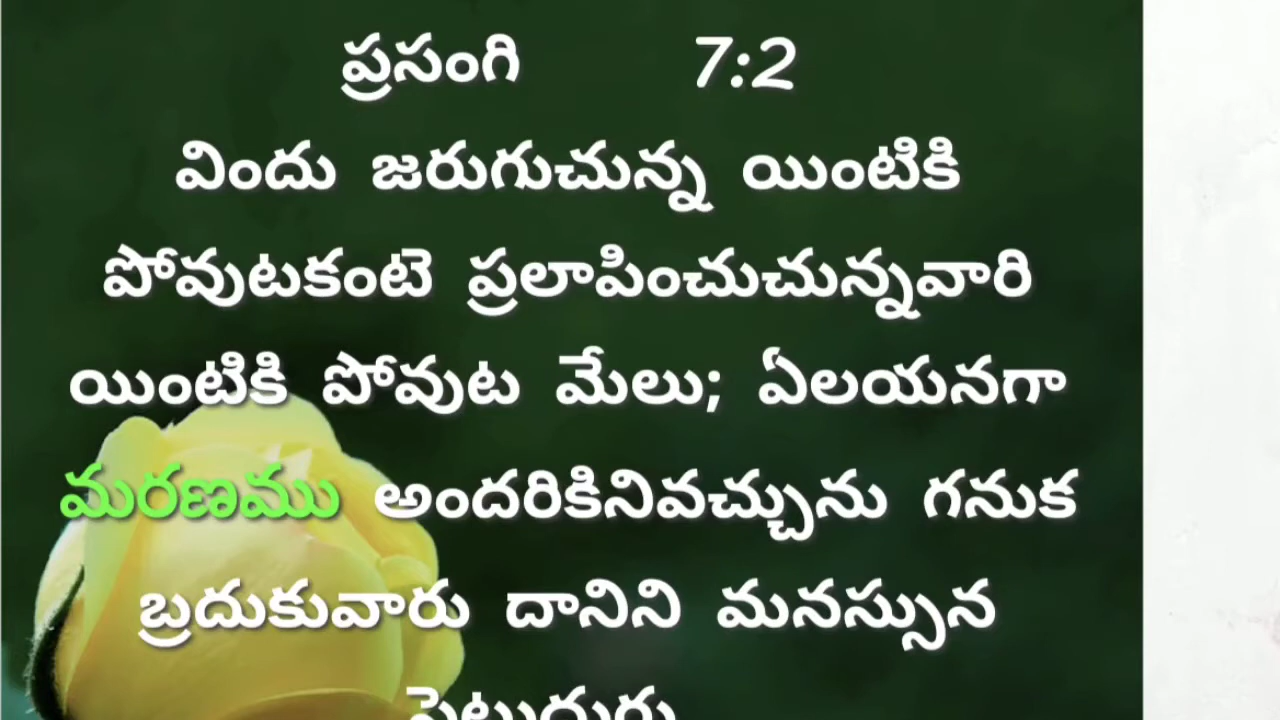 ప్రసంగి 7:2
విందు జరుగుచున్న యింటికి
పోవుటకంటె ప్రలాపించుచున్నవారి
యింటికి పోవుట మేలు; ఏలయనగా
మరణము అందరికినివచ్చును గనుక
బ్రదుకువారు దానిని మనస్సున